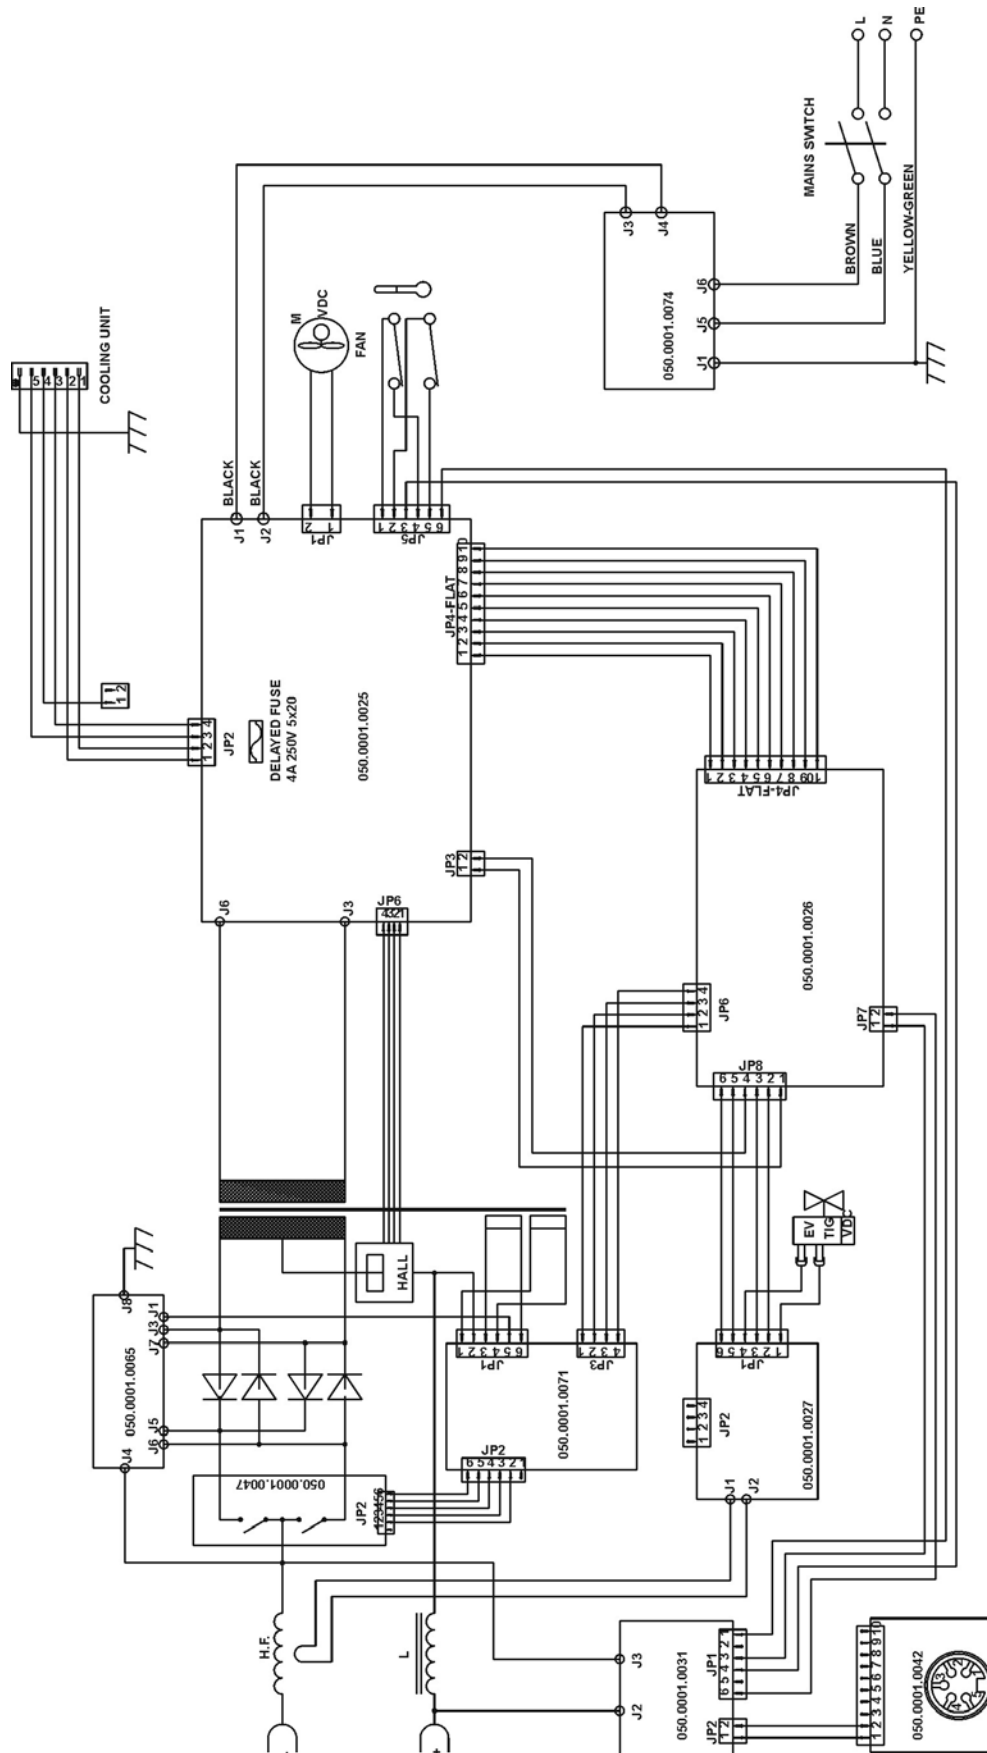 L
N
PE
MAINS SWITCH
BROWN
BLUE
YELLOW-GREEN
J3
J4
J6
J5
J1
050.0001.0074
COOLING UNIT
5
4
3
2
1
M
VDC
FAN
BLACK
BLACK
J1
J2
2
1
JP1
1
2
3
4
5
6
JP5
1 2 3 4 5 6 7 8 9 10
JP4-FLAT
1 2
1 2 3 4
JP2
DELAYED FUSE
4A 250V 5x20
050.0001.0025
J6
J3
JP6
4321
JP3
1 2
1
2
3
4
5
6
7
8
9
10
JP4-FLAT
050.0001.0026
1 2 3 4
JP6
JP7
1 2
JP8
6 5 4 3 2 1
HALL
EV
TIG
VDC
J8
J1
J3
J7
J5
J6
J4
050.0001.0065
050.0001.0047
JP2
123456
1
2
3
4
5
6
JP1
1
2
3
4
JP3
050.0001.0071
JP2
6 5 4 3 2 1
6
5
4
3
2
1
JP1
1 2 3 4
JP2
050.0001.0027
J1
J2
H.F.
L
-
+
J3
J2
050.0001.0031
6 5 4 3 2 1
JP1
JP2
1 2
1 2 3 4 5 6 7 8 9 10
050.0001.0042
1
2
3
4
5